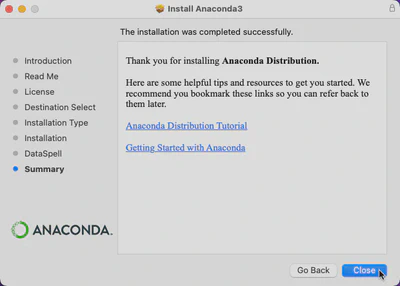 Install Anaconda3
The installation was completed successfully.
Introduction
Read Me
License
Destination Select
Installation Type
Installation
DataSpell
Summary
Thank you for installing Anaconda Distribution.
Here are some helpful tips and resources to get you started. We
recommend you bookmark these links so you can refer back to
them later.
Anaconda Distribution Tutorial
Getting Started with Anaconda
ANACONDA.
Go Back
Close